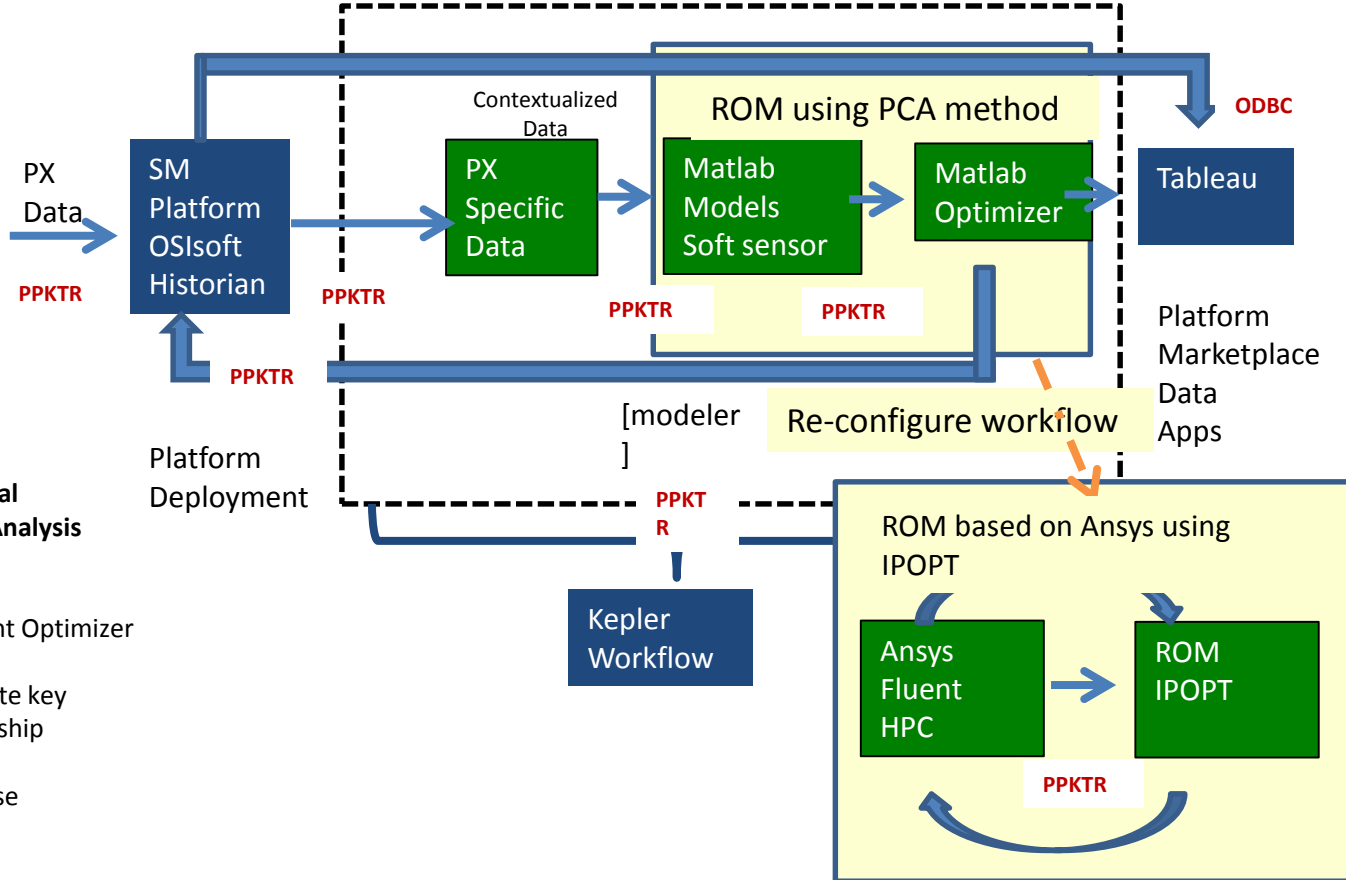 Contextualized
Data
ROM using PCA method
ODBC
PX
Data
SM
Platform
OSIsoft
Historian
PX
Specific
Data
Matlab
Models
Soft sensor
Matlab
Optimizer
Tableau
PPKTR
PPKTR
PPKTR
PPKTR
PPKTR
Platform
Marketplace
Data
Apps
[modeler
]
Re-configure workflow
Platform
Deployment
al
Analysis
PPKT
R
ROM based on Ansys using
IPOPT
nt Optimizer
te key
ship
se
Kepler
Workflow
Ansys
Fluent
HPC
ROM
IPOPT
PPKTR